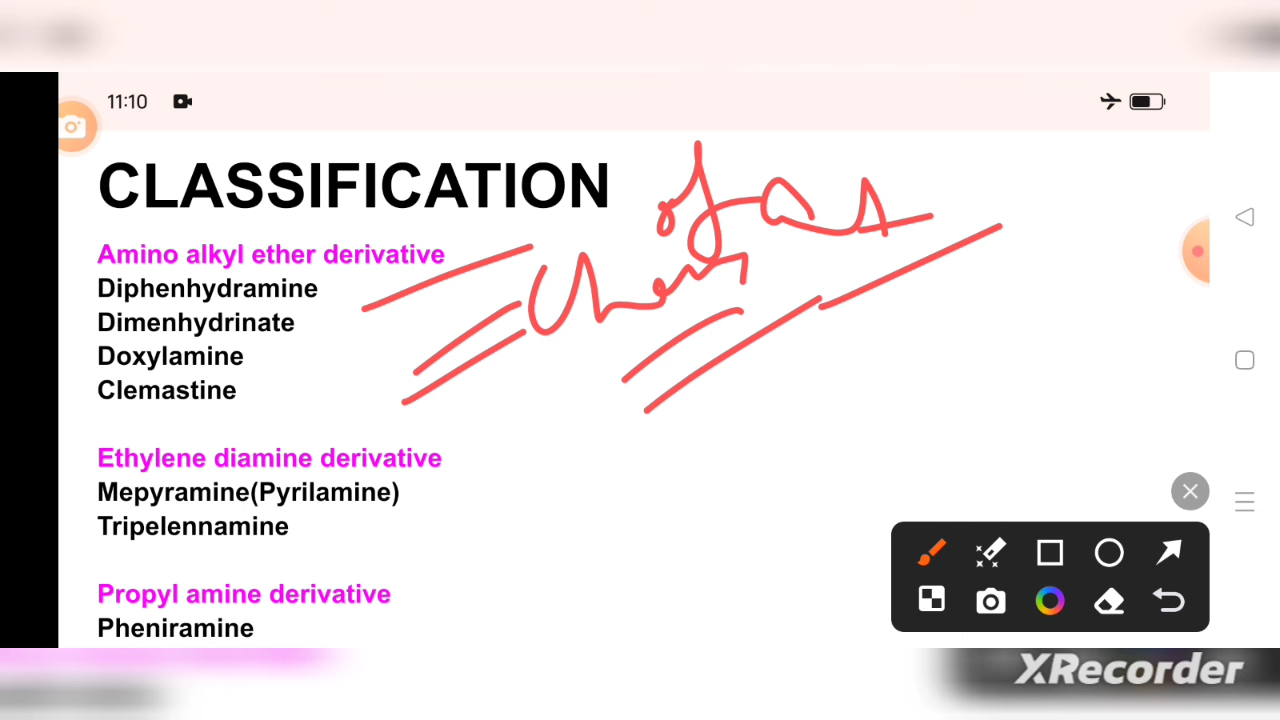 11:10
CLASSIFICATION
of
Amino alkyl ether derivative
Diphenhydramine
Dimenhydrinate
Doxylamine
Clemastine
Ethylene diamine derivative
Mepyramine(Pyrilamine)
Tripelennamine
Propyl amine derivative
Pheniramine
XRecorder